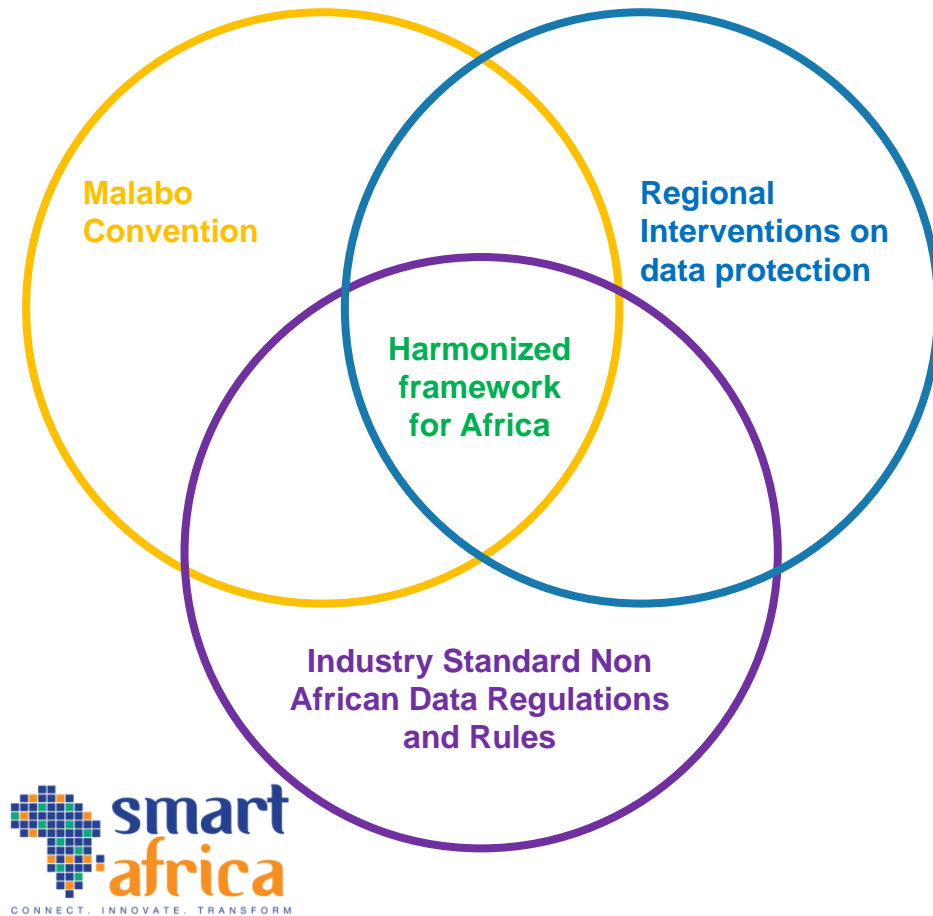 Malabo
Convention
Regional
Interventions on
data protection
Harmonized
framework
for Africa
Industry Standard Non
African Data Regulations
and Rules
smart
africa
CONNECT. INNOVATE. TRANSFORM